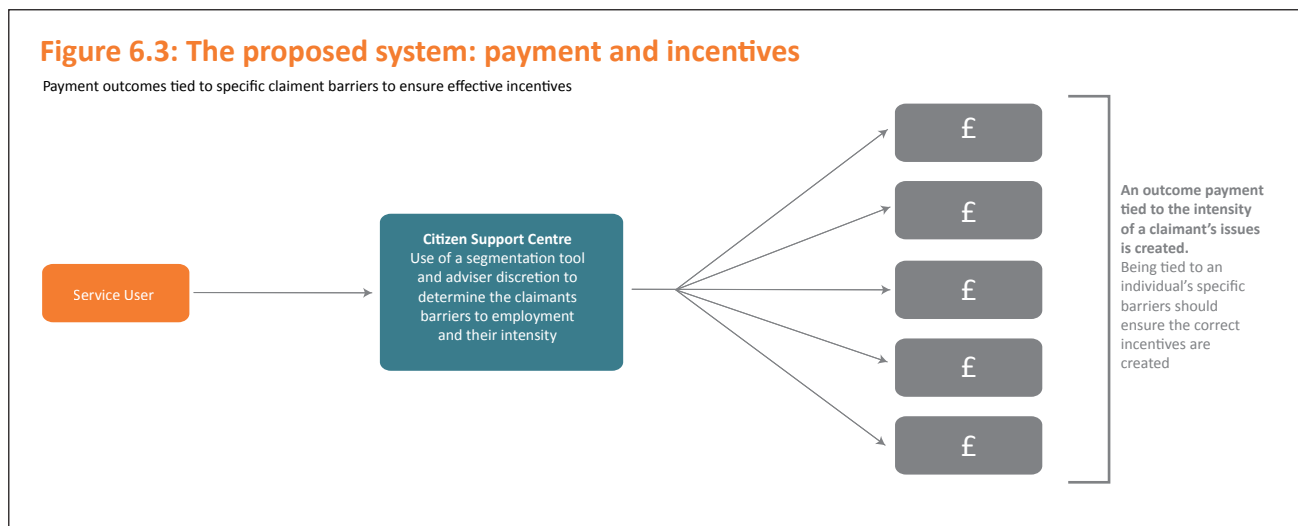 Figure 6.3: The proposed system: payment and incentives
Payment outcomes tied to specific claiment barriers to ensure effective incentives
Service User
Citizen Support Centre
Use of a segmentation tool
and adviser discretion to
determine the claimants
barriers to employment
and their intensity
£
£
£
£
£
An outcome payment
tied to the intensity
of a claimant's issues
is created.
Being tied to an
individual's specific
barriers should
ensure the correct
incentives are
created